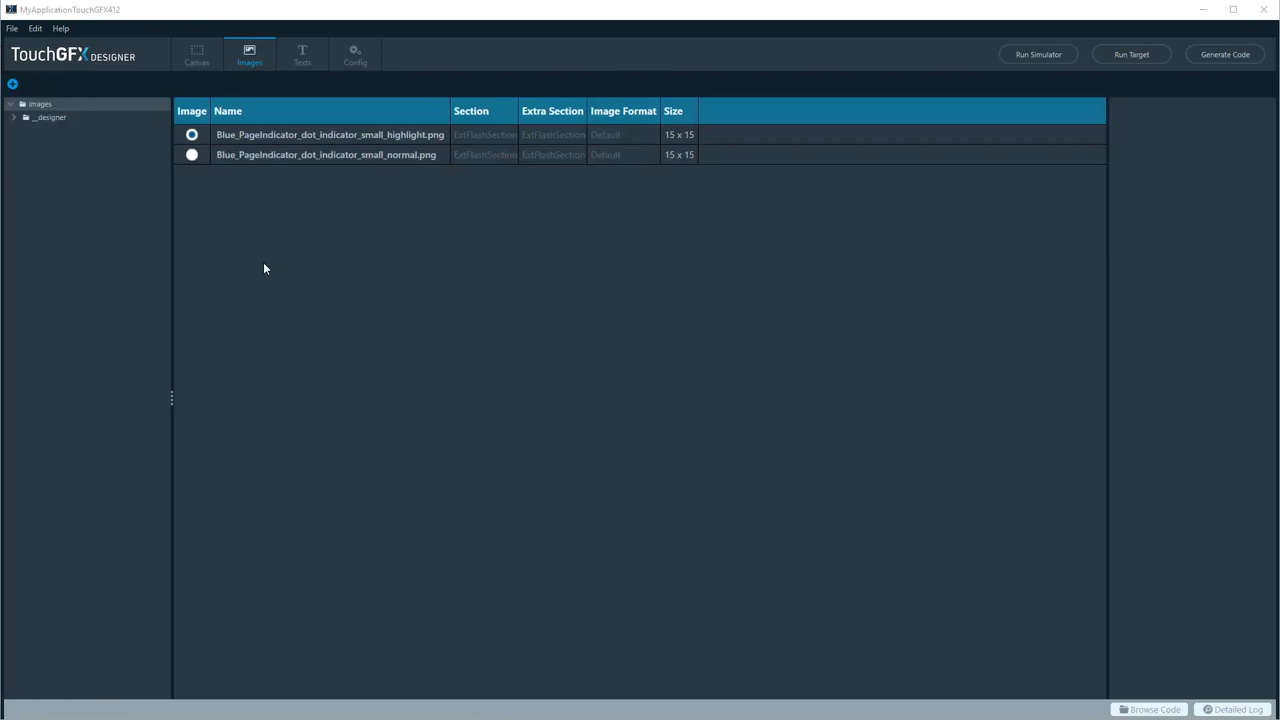 MyApplicationTouchGFX412
File Edit Help
TouchGFX DESIGNER
Canvas Images Texts Config
Run Simulator Run Target Generate Code
images
__designer
Image Name Section Extra Section Image Format Size
Blue_PageIndicator_dot_indicator_small_highlight.png ExtFlashSection ExtFlashSection Default 15 x 15
Blue_PageIndicator_dot_indicator_small_normal.png ExtFlashSection ExtFlashSection Default 15 x 15
Browse Code Detailed Log